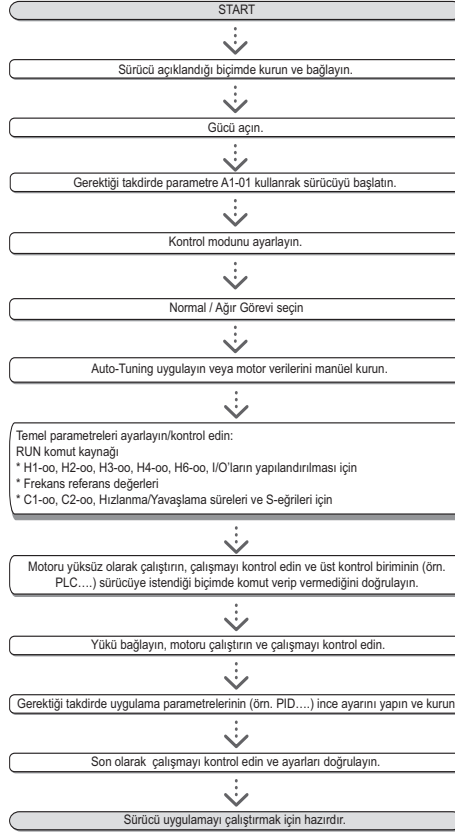 START
Sürücü açıklandığı biçimde kurun ve bağlayın.
Gücü açın.
Gerektiği takdirde parametre A1-01 kullanrak sürücüyü başlatın.
Kontrol modunu ayarlayın.
Normal / Ağır Görevi seçin
Auto-Tuning uygulayın veya motor verilerini manüel kurun.
Temel parametreleri ayarlayın/kontrol edin:
RUN komut kaynağı
* H1-oo, H2-oo, H3-oo, H4-oo, H6-oo, I/O'ların yapılandırılması için
* Frekans referans değerleri
* C1-oo, C2-oo, Hızlanma/Yavaşlama süreleri ve S-eğrileri için
Motoru yüksüz olarak çalıştırın, çalışmayı kontrol edin ve üst kontrol biriminin (örn.
PLC….) sürücüye istendiği biçimde komut verip vermediğini doğrulayın.
Yükü bağlayın, motoru çalıştırın ve çalışmayı kontrol edin.
Gerektiği takdirde uygulama parametrelerinin (örn. PID….) ince ayarını yapın ve kurun
Son olarak çalışmayı kontrol edin ve ayarları doğrulayın.
Sürücü uygulamayı çalıştırmak için hazırdır.